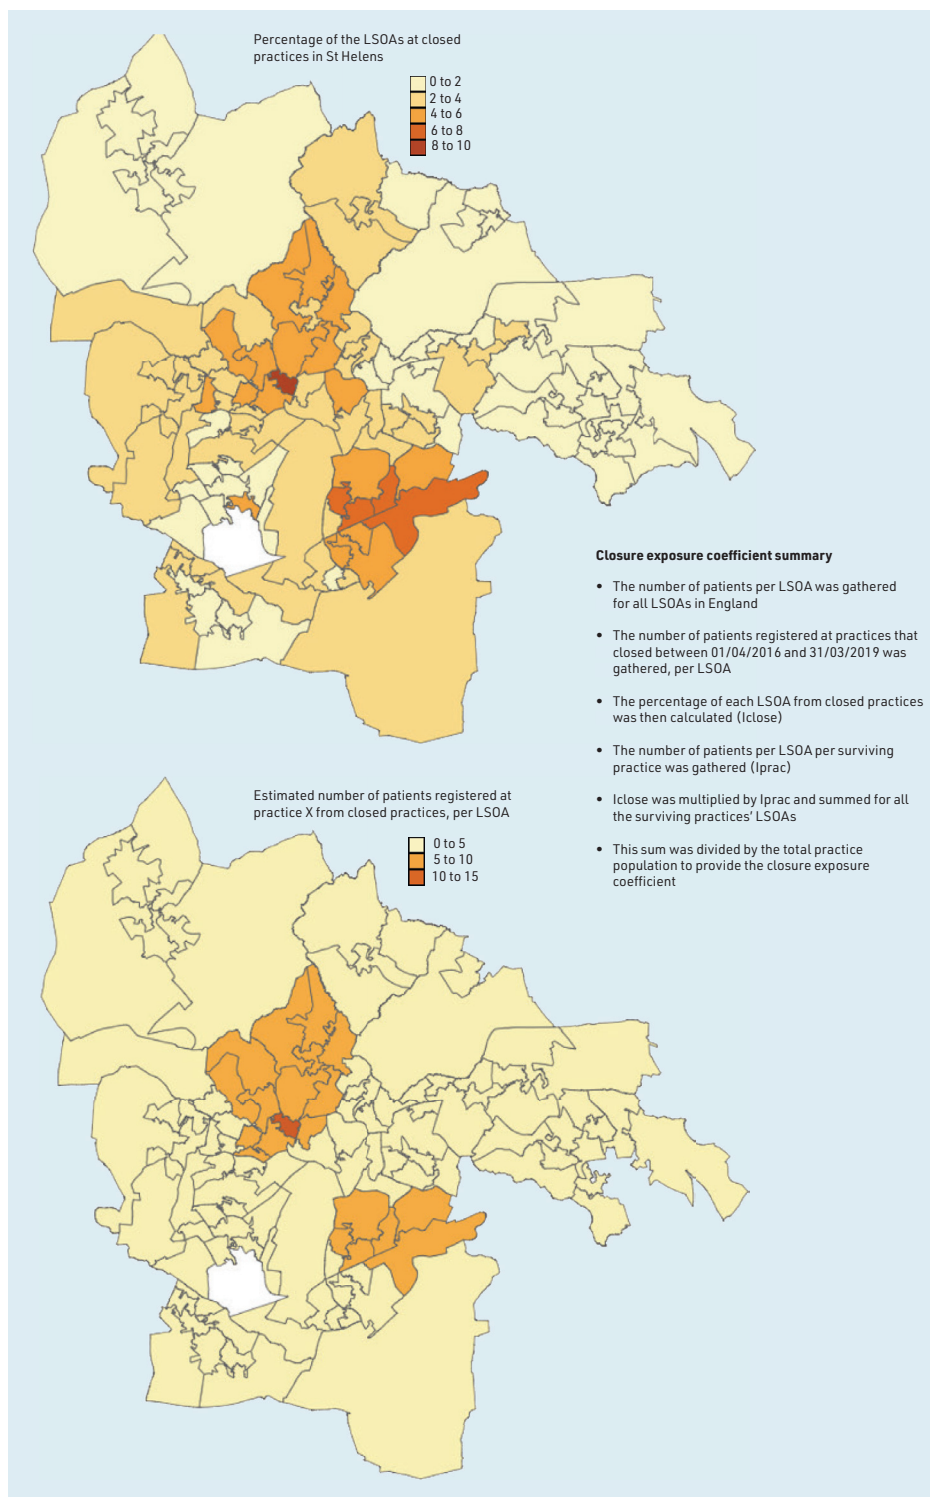 Percentage of the LSOAs at closed
practices in St Helens
0 to 2
2 to 4
4 to 6
6 to 8
8 to 10
Closure exposure coefficient summary
• The number of patients per LSOA was gathered
for all LSOAs in England
• The number of patients registered at practices that
closed between 01/04/2016 and 31/03/2019 was
gathered, per LSOA
• The percentage of each LSOA from closed practices
was then calculated (Iclose)
• The number of patients per LSOA per surviving
practice was gathered (Iprac)
• Iclose was multiplied by Iprac and summed for all
the surviving practices’ LSOAs
• This sum was divided by the total practice
population to provide the closure exposure
coefficient
Estimated number of patients registered at
practice X from closed practices, per LSOA
0 to 5
5 to 10
10 to 15